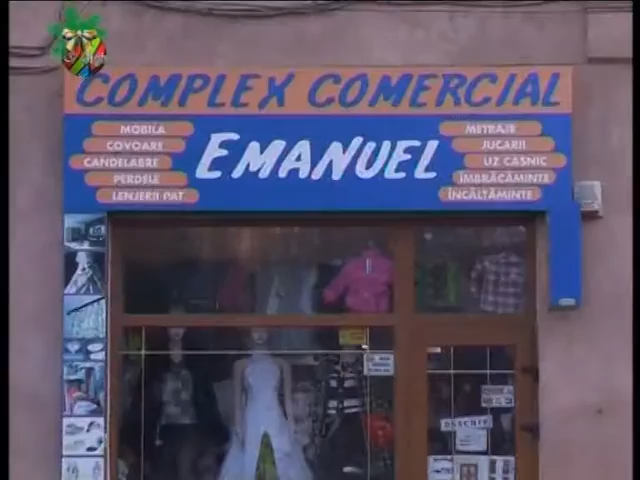 COMPLEX COMERCIAL
EMANUEL
MOBILA
COVOARE
CANDELABRE
PERDELE
LENJERII PAT
METRAJE
JUCARII
UZ CASNIC
ÎMBRĂCĂMINTE
ÎNCĂLȚĂMINTE
DESCHIS